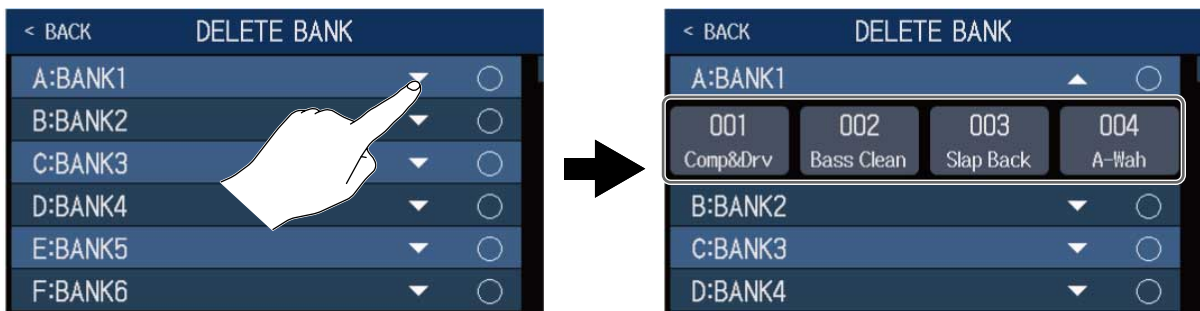 < BACK DELETE BANK
A:BANK1
B:BANK2
C:BANK3
D:BANK4
E:BANK5
F:BANK6
< BACK DELETE BANK
A:BANK1
001 002 003 004
Comp&Drv Bass Clean Slap Back A-Wah
B:BANK2
C:BANK3
D:BANK4